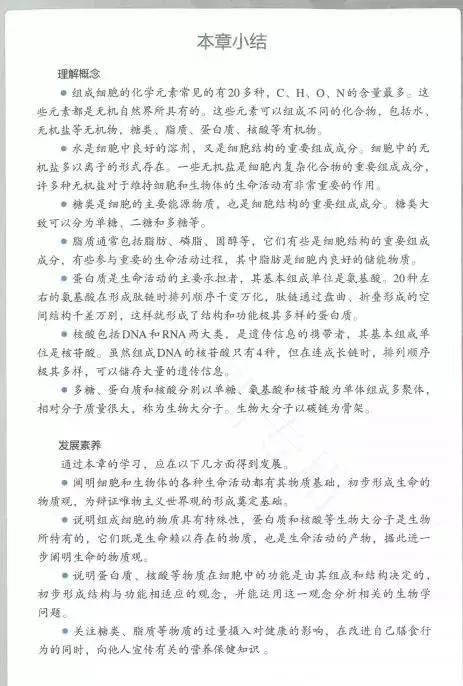 本章小结
理解概念
● 组成细胞的化学元素常见的有20多种，C、H、O、N的含量最多。这
些元素都是无机自然界所具有的。这些元素可以组成不同的化合物，包括水、
无机盐等无机物，糖类、脂质、蛋白质、核酸等有机物。
● 水是细胞中良好的溶剂，又是细胞结构的重要组成成分。细胞中的无
机盐多以离子的形式存在。一些无机盐是细胞内复杂化合物的重要组成成分，
许多种无机盐对于维持细胞和生物体的生命活动有非常重要的作用。
● 糖类是细胞的主要能源物质，也是细胞结构的重要组成成分。糖类大
致可以分为单糖、二糖和多糖等。
● 脂质通常包括脂肪、磷脂、固醇等，它们有些是细胞结构的重要组成
成分，有些参与重要的生命活动过程，其中脂肪是细胞内良好的储能物质。
● 蛋白质是生命活动的主要承担者，其基本组成单位是氨基酸。20种左
右的氨基酸在形成肽链时排列顺序千变万化，肽链通过盘曲、折叠形成的空
间结构千差万别，这样就形成了结构和功能极其多样的蛋白质。
● 核酸包括DNA和RNA两大类，是遗传信息的携带者，其基本组成单
位是核苷酸。虽然组成DNA的核苷酸只有4种，但在连成长链时，排列顺序
极其多样，可以储存大量的遗传信息。
● 多糖、蛋白质和核酸分别以单糖、氨基酸和核苷酸为单体组成多聚体，
相对分子质量很大，称为生物大分子。生物大分子以碳链为骨架。
发展素养
通过本章的学习，应在以下几方面得到发展。
● 阐明细胞和生物体的各种生命活动都有其物质基础，初步形成生命的
物质观，为辩证唯物主义世界观的形成奠定基础。
● 说明组成细胞的物质具有特殊性，蛋白质和核酸等生物大分子是生物
所特有的，它们既是生命赖以存在的物质，也是生命活动的产物，据此进一
步阐明生命的物质观。
● 说明蛋白质、核酸等物质在细胞中的功能是由其组成和结构决定的，
初步形成结构与功能相适应的观念，并能运用这一观念分析相关的生物学
问题。
● 关注糖类、脂质等物质的过量摄入对健康的影响，在改进自己膳食行
为的同时，向他人宣传有关的营养保健知识。